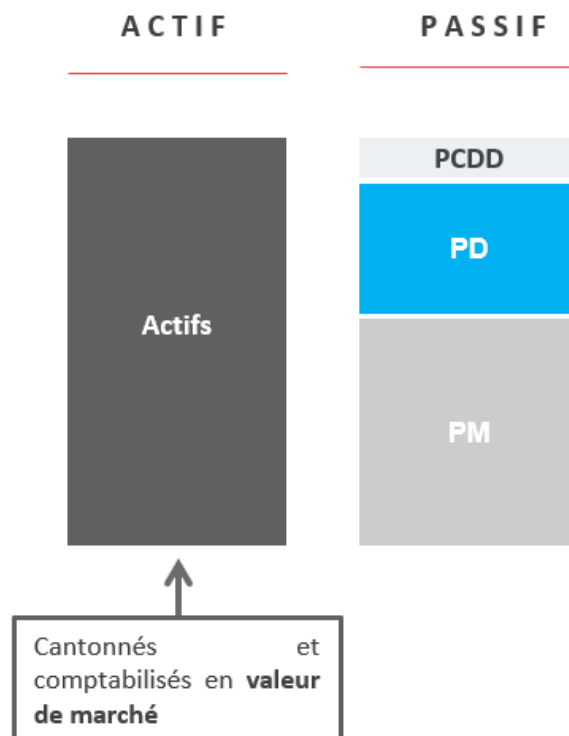 ACTIF
PASSIF
PCDD
PD
Actifs
PM
Cantonnés et
comptabilisés en valeur
de marché